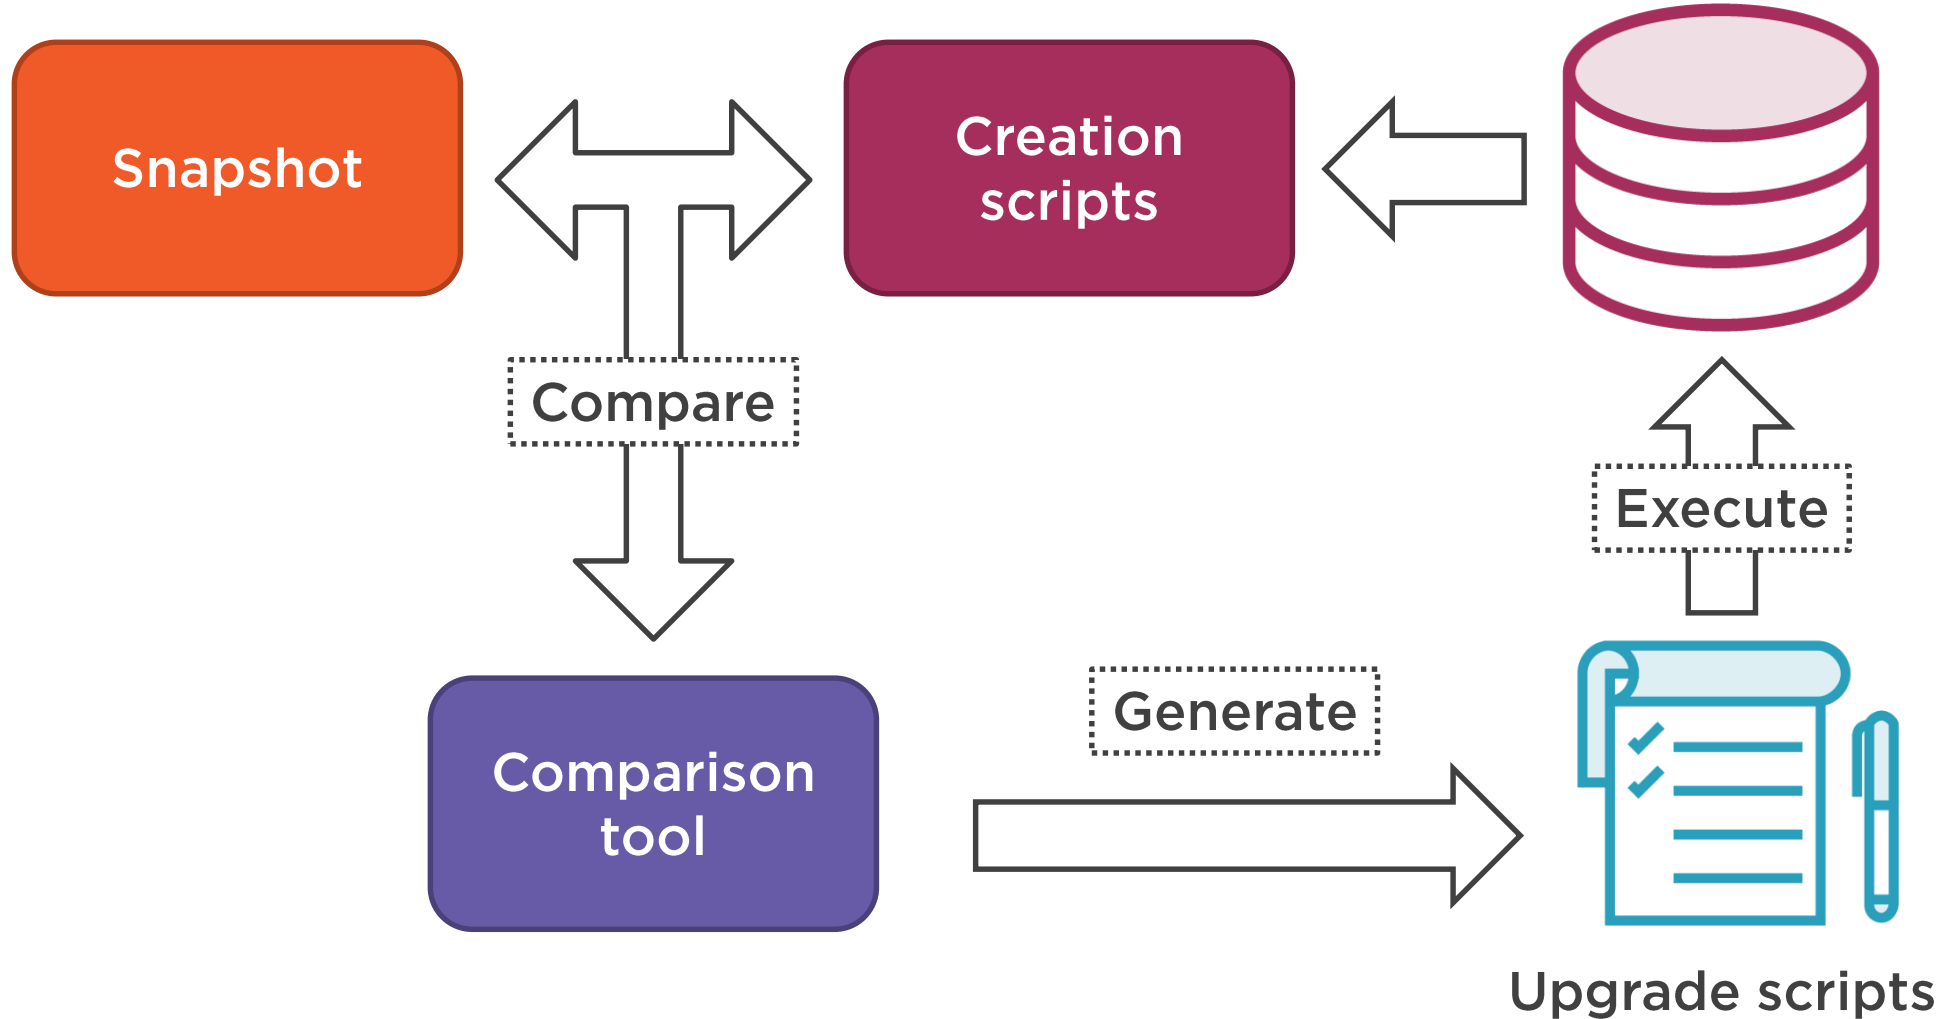 Snapshot
Creation
scripts
Compare
Execute
Generate
Comparison
tool
Upgrade scripts